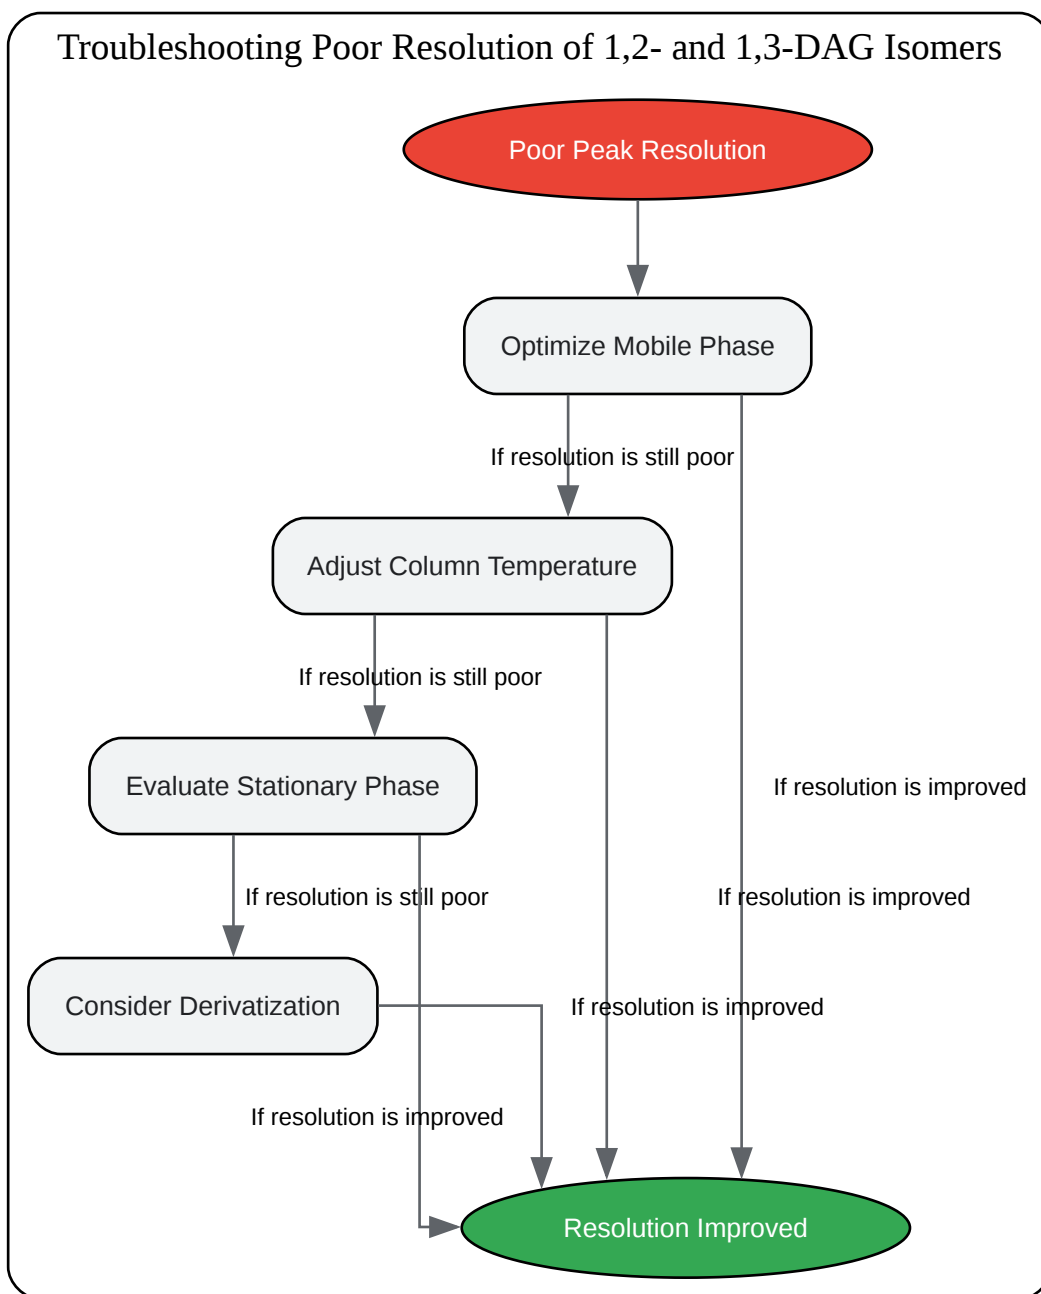 Troubleshooting Poor Resolution of 1,2- and 1,3-DAG Isomers
Poor Peak Resolution
Optimize Mobile Phase
If resolution is still poor
Adjust Column Temperature
If resolution is still poor
Evaluate Stationary Phase
If resolution is improved
If resolution is still poor
If resolution is improved
Consider Derivatization
If resolution is improved
If resolution is improved
Resolution Improved